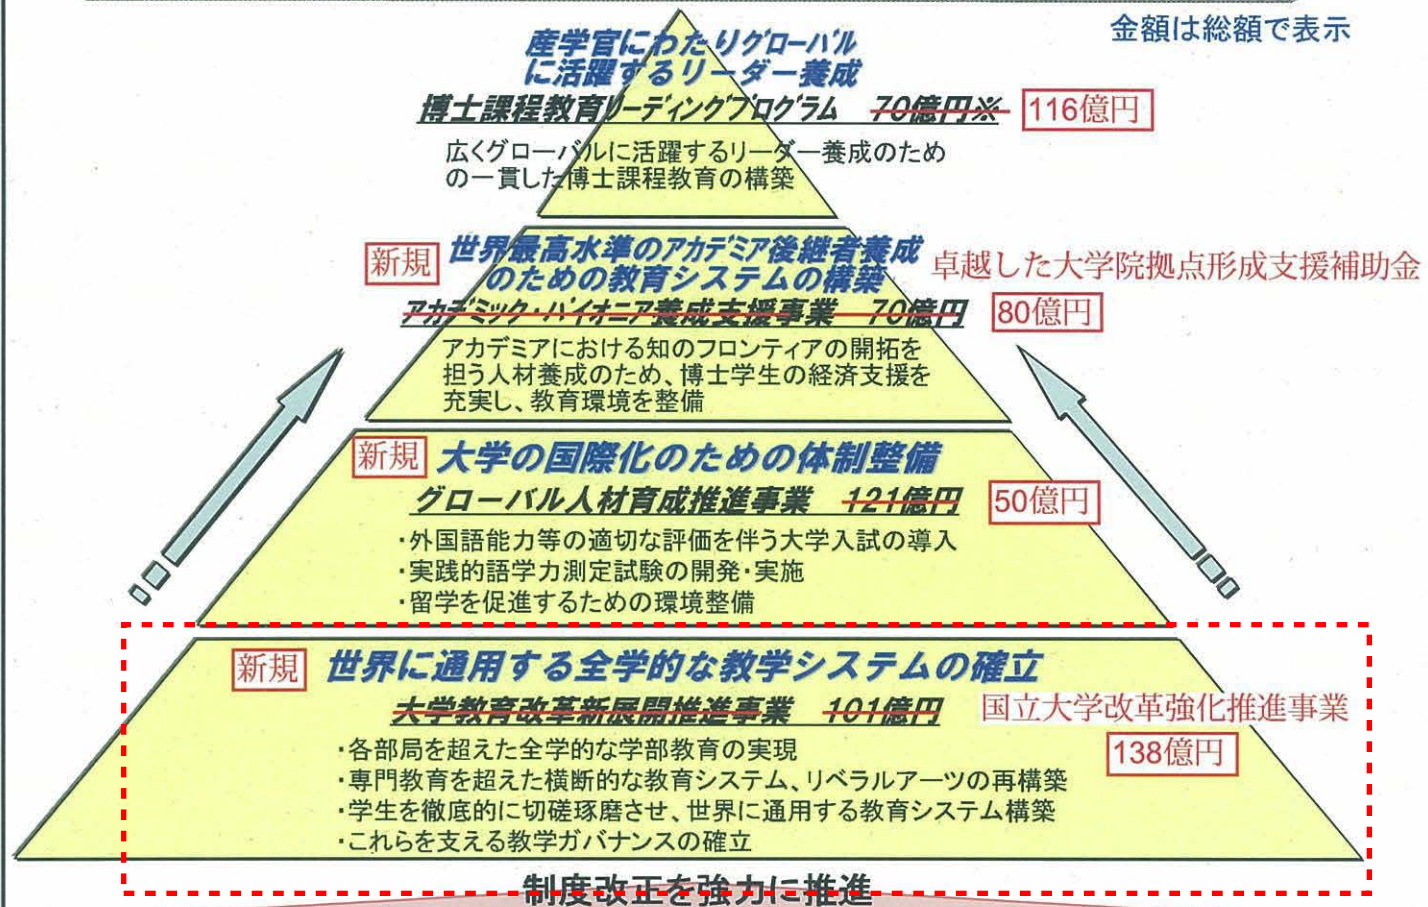 金額は総額で表示
産学官にわたりグローバル
に活躍するリーダー養成
博士課程教育リーディングプログラム 70億円※ 116億円
広くグローバルに活躍するリーダー養成のため
の一貫した博士課程教育の構築
新規 世界最高水準のアカデミア後継者養成
のための教育システムの構築 卓越した大学院拠点形成支援補助金
アカデミック・パイオニア養成支援事業 70億円 80億円
アカデミアにおける知のフロンティアの開拓を
担う人材養成のため、博士学生の経済支援を
充実し、教育環境を整備
新規 大学の国際化のための体制整備
グローバル人材育成推進事業 121億円 50億円
・外国語能力等の適切な評価を伴う大学入試の導入
・実践的語学力測定試験の開発・実施
・留学を促進するための環境整備
新規 世界に通用する全学的な教学システムの確立
大学教育改革新展開推進事業 101億円 国立大学改革強化推進事業
138億円
・各部局を超えた全学的な学部教育の実現
・専門教育を超えた横断的な教育システム、リベラルアーツの再構築
・学生を徹底的に切磋琢磨させ、世界に通用する教育システム構築
・これらを支える教学ガバナンスの確立
制度改正を強力に推進